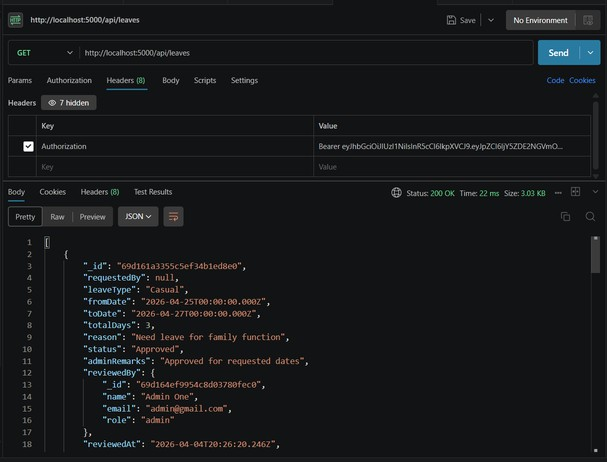 http://localhost:5000/api/leaves
Save
No Environment
GET
http://localhost:5000/api/leaves
Send
Params
Authorization
Headers (8)
Body
Scripts
Settings
Code
Cookies
Headers
7 hidden
Key
Value
Authorization
Key
Value
Body
Cookies
Headers (8)
Test Results
Status: 200 OK
Time: 22 ms
Size: 3.03 KB
Pretty
Raw
Preview
JSON
1 [
2 {
3 "_id": "69d161a3355c5ef34b1ed8e0",
4 "requestedBy": null,
5 "leaveType": "Casual",
6 "fromDate": "2026-04-25T00:00:00.000Z",
7 "toDate": "2026-04-27T00:00:00.000Z",
8 "totalDays": 3,
9 "reason": "Need leave for family function",
10 "status": "Approved",
11 "adminRemarks": "Approved for requested dates",
12 "reviewedBy": {
13 "_id": "69d164ef9954c8d03780fec0",
14 "name": "Admin One",
15 "email": "admin@gmail.com",
16 "role": "admin"
17 },
18 "reviewedAt": "2026-04-04T20:26:20.246Z",